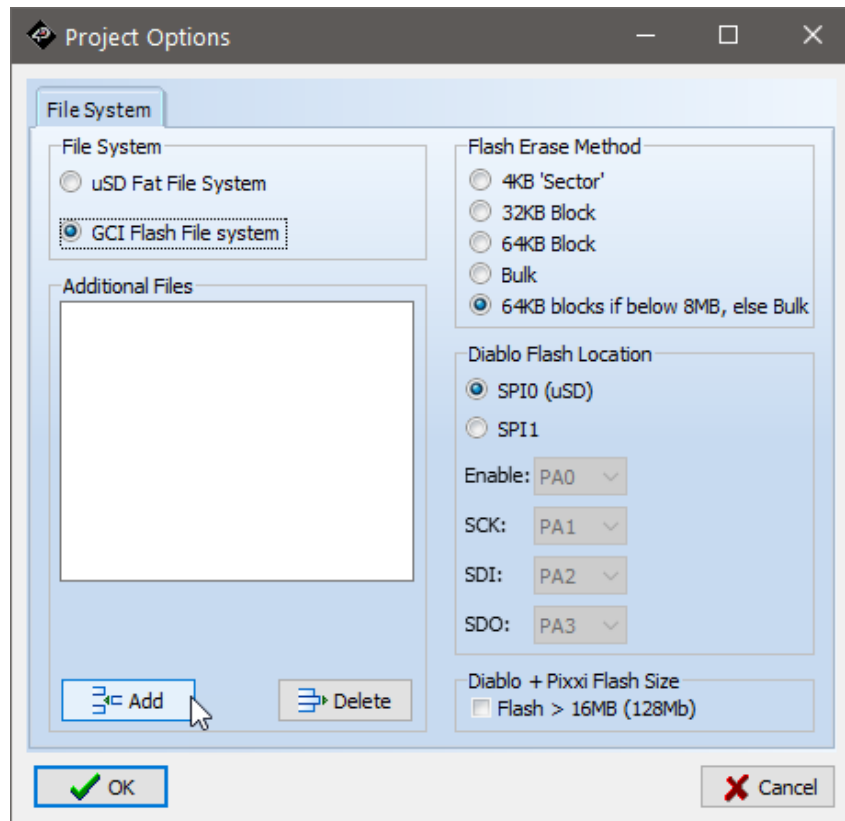 Project Options
File System
File System
uSD Fat File System
GCI Flash File system
Additional Files
Add
Delete
Flash Erase Method
4KB 'Sector'
32KB Block
64KB Block
Bulk
64KB blocks if below 8MB, else Bulk
Diablo Flash Location
SPI0 (uSD)
SPI1
Enable: PA0
SCK: PA1
SDI: PA2
SDO: PA3
Diablo + Pixxi Flash Size
Flash > 16MB (128Mb)
OK
Cancel